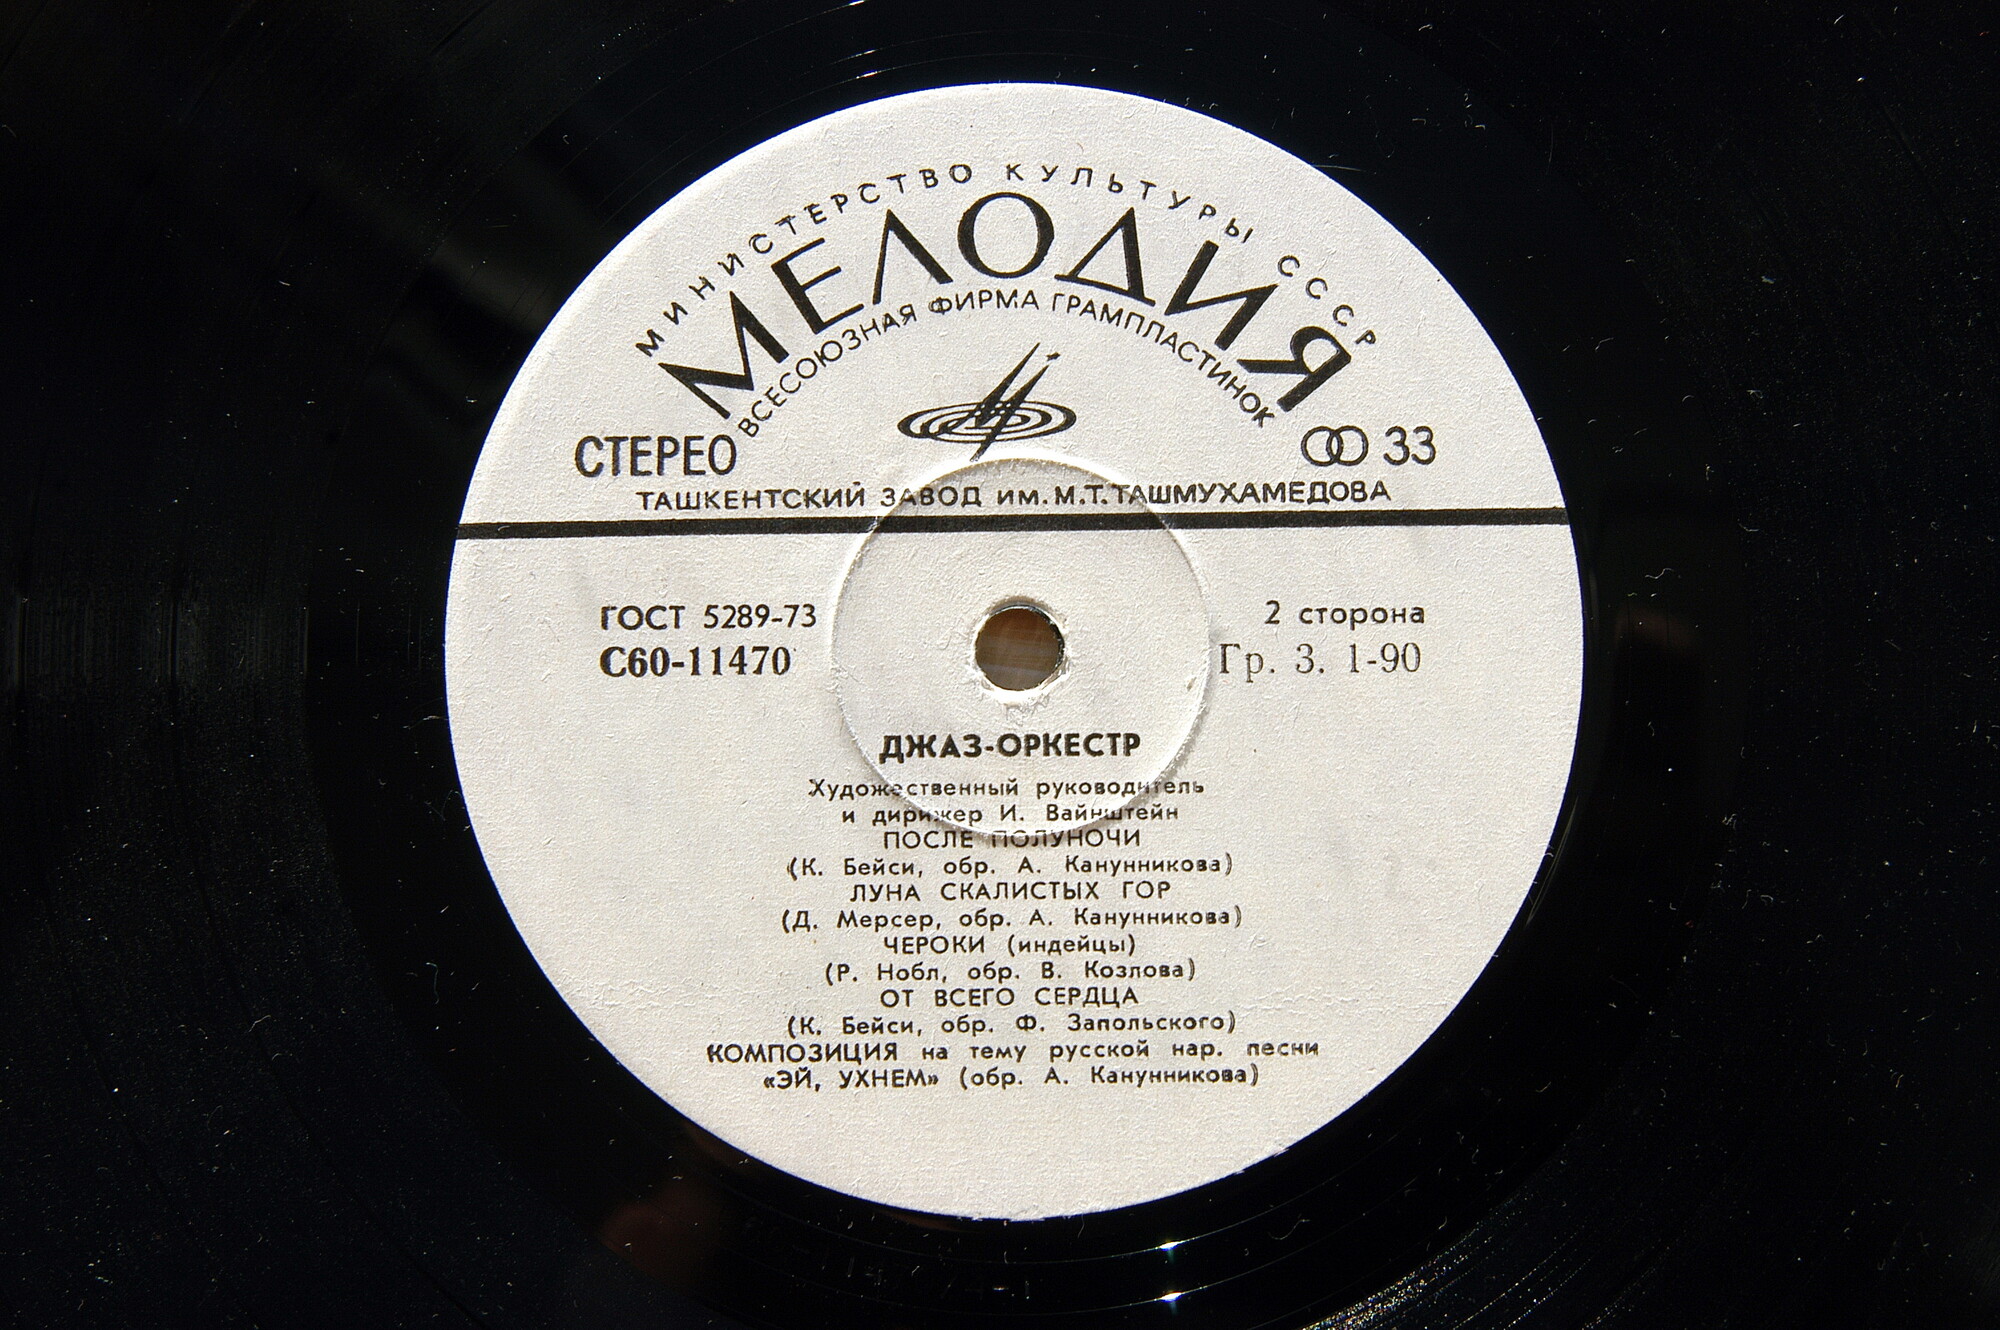 МИНИСТЕРСТВО КУЛЬТУРЫ СССР
МЕЛОДИЯ
ВСЕСОЮЗНАЯ ФИРМА ГРАМПЛАСТИНОК
СТЕРЕО
33
ТАШКЕНТСКИЙ ЗАВОД им. М.Т. ТАШМУХАМЕДОВА
ГОСТ 5289-73
2 сторона
С60-11470
Гр. 3. 1-90
ДЖАЗ-ОРКЕСТР
Художественный руководитель
и дирижер И. Вайнштейн
ПОСЛЕ ПОЛУНОЧИ
(К. Бейси, обр. А. Канунникова)
ЛУНА СКАЛИСТЫХ ГОР
(Д. Мерсер, обр. А. Канунникова)
ЧЕРОКИ (индейцы)
(Р. Нобл, обр. В. Козлова)
ОТ ВСЕГО СЕРДЦА
(К. Бейси, обр. Ф. Запольского)
КОМПОЗИЦИЯ на тему русской нар. песни
«ЭЙ, УХНЕМ» (обр. А. Канунникова)